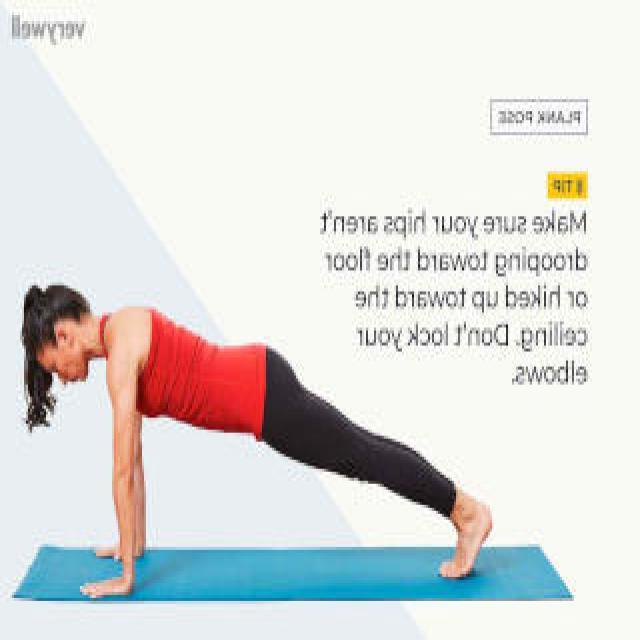 verywell
PLANK POSE
TIP
Make sure your hips aren't
drooping toward the floor
or hiked up toward the
ceiling. Don't lock your
elbows.